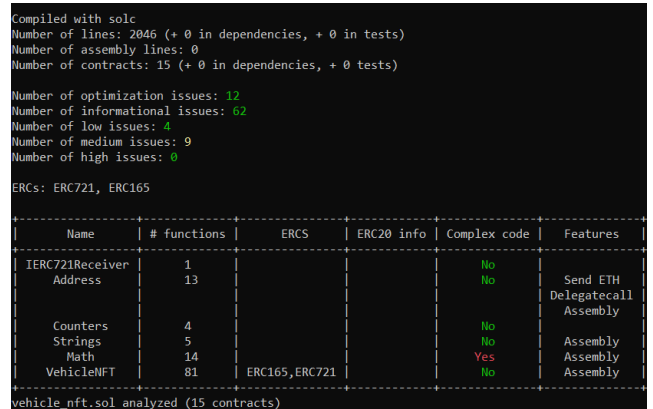 Compiled with solc
Number of lines: 2046 (+ 0 in dependencies, + 0 in tests)
Number of assembly lines: 0
Number of contracts: 15 (+ 0 in dependencies, + 0 tests)
Number of optimization issues: 12
Number of informational issues: 62
Number of low issues: 4
Number of medium issues: 9
Number of high issues: 0
ERCs: ERC721, ERC165
+-----------------+-------------+---------------+------------+--------------+--------------+
| Name | # functions | ERCS | ERC20 info | Complex code | Features |
+-----------------+-------------+---------------+------------+--------------+--------------+
| IERC721Receiver | 1 | | | No | |
| Address | 13 | | | No | Send ETH |
| | | | | | Delegatecall |
| | | | | | Assembly |
| Counters | 4 | | | No | |
| Strings | 5 | | | No | Assembly |
| Math | 14 | | | Yes | Assembly |
| VehicleNFT | 81 | ERC165,ERC721 | | No | Assembly |
+-----------------+-------------+---------------+------------+--------------+--------------+
vehicle_nft.sol analyzed (15 contracts)